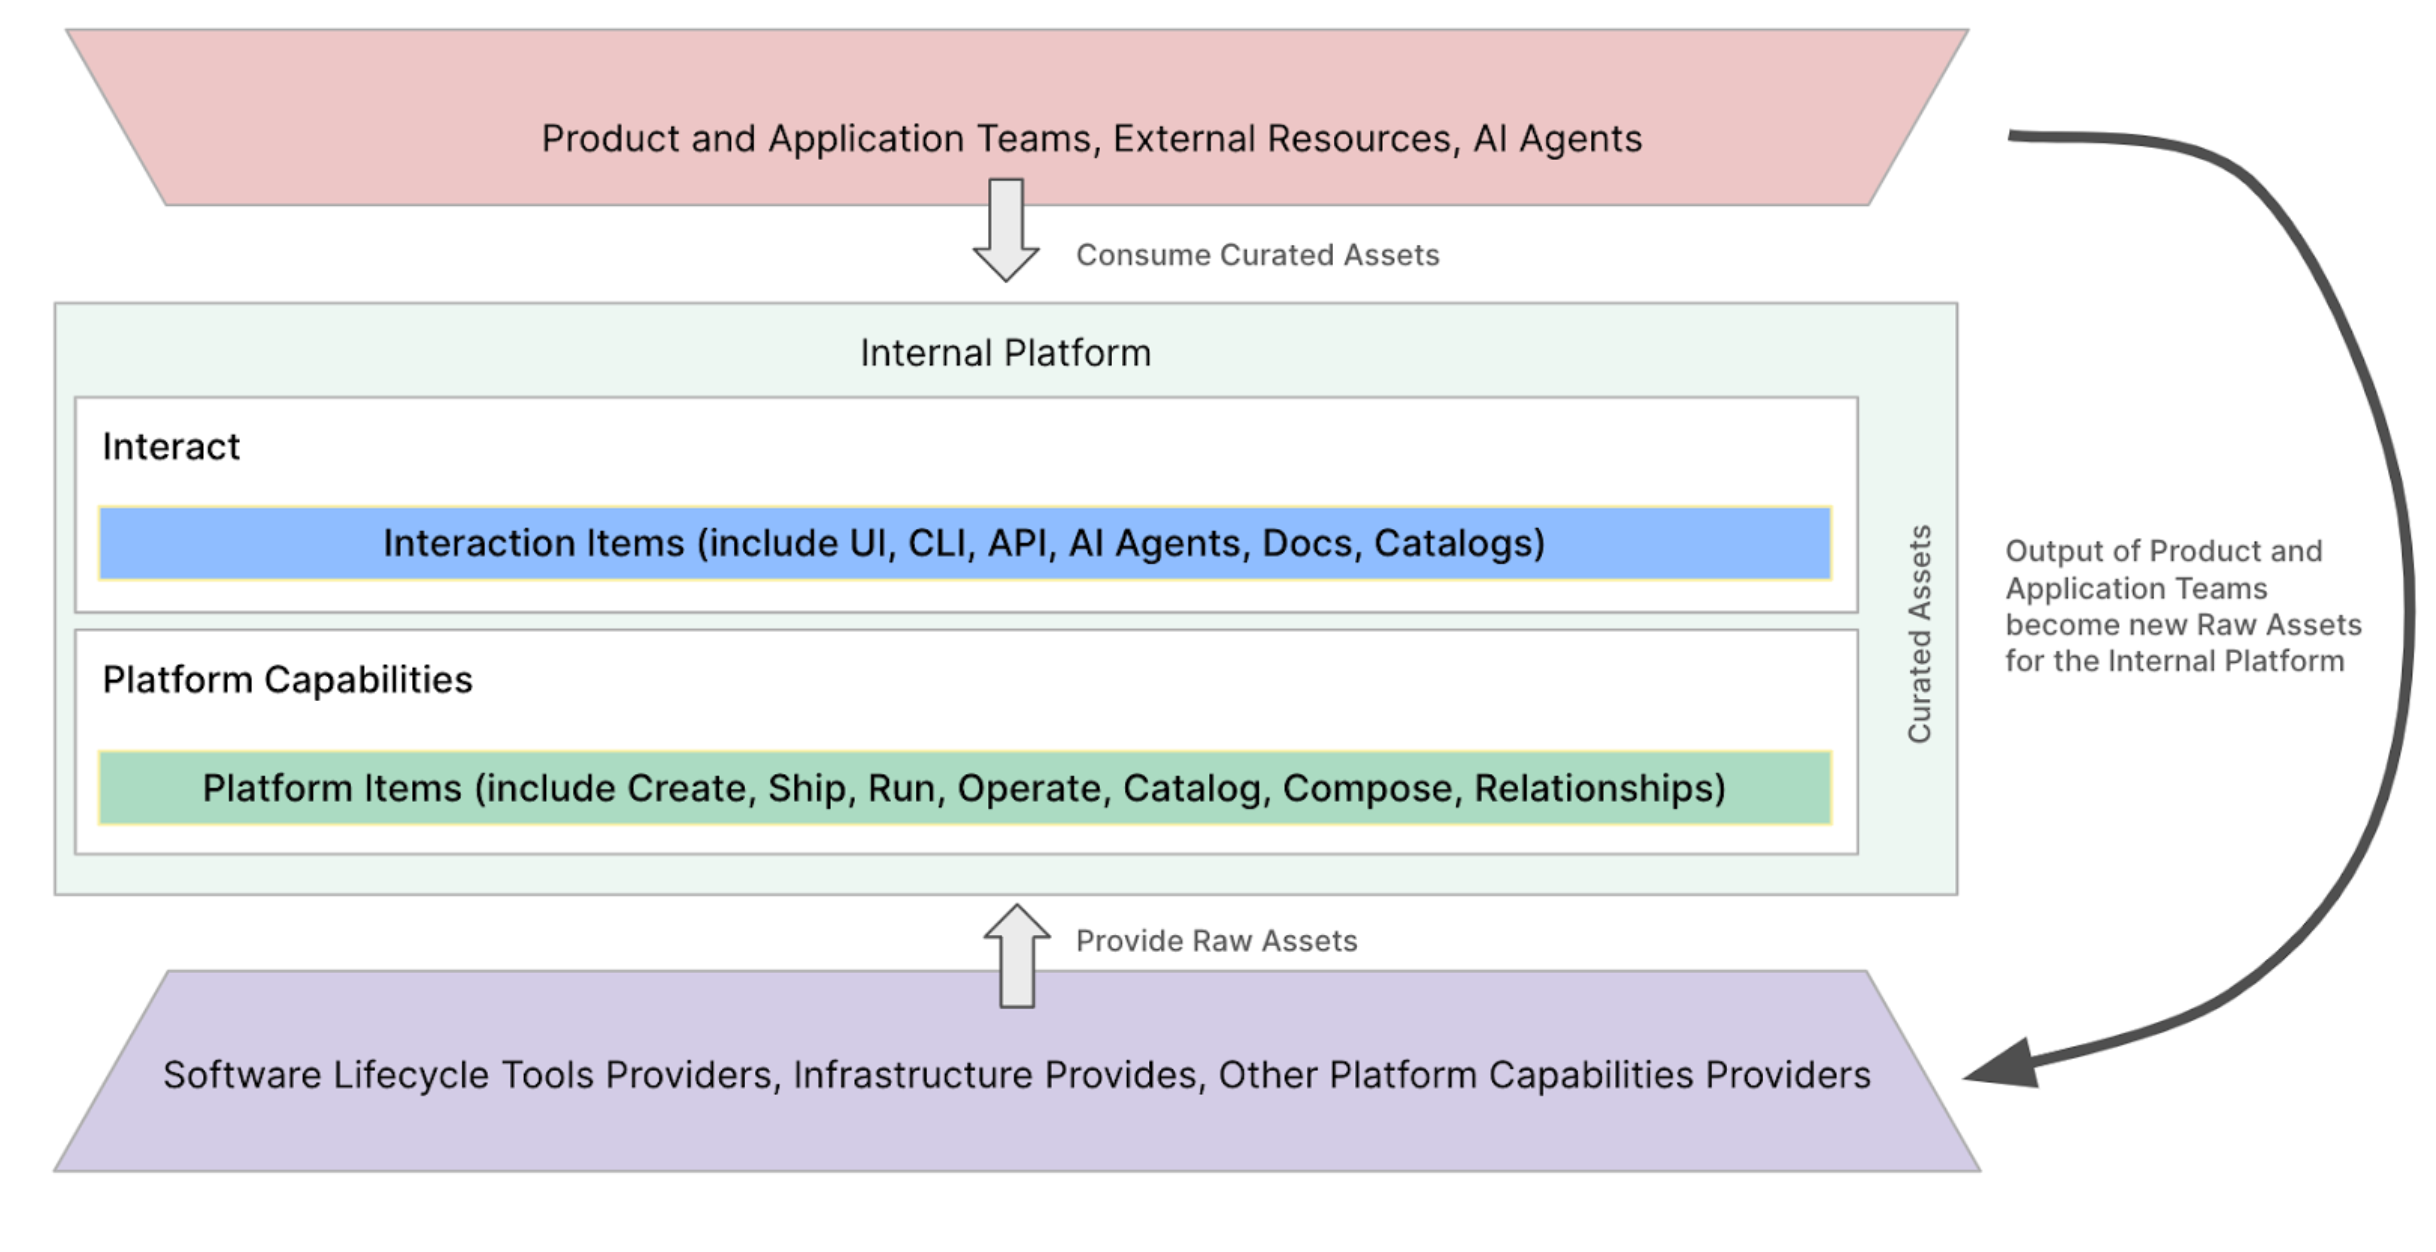 Product and Application Teams, External Resources, AI Agents
Consume Curated Assets
Internal Platform
Interact
Interaction Items (include UI, CLI, API, AI Agents, Docs, Catalogs)
Platform Capabilities
Platform Items (include Create, Ship, Run, Operate, Catalog, Compose, Relationships)
Curated Assets
Output of Product and
Application Teams
become new Raw Assets
for the Internal Platform
Provide Raw Assets
Software Lifecycle Tools Providers, Infrastructure Provides, Other Platform Capabilities Providers